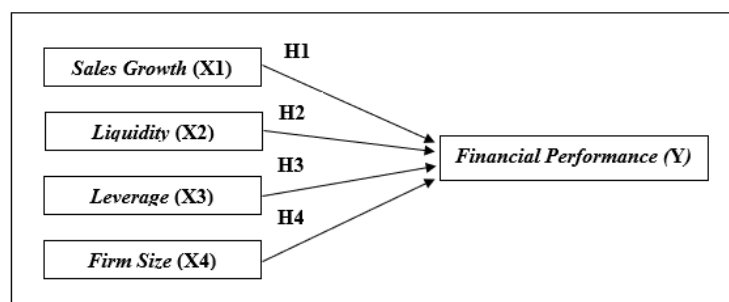 H1
Sales Growth (X1)
H2
Liquidity (X2)
Financial Performance (Y)
H3
Leverage (X3)
H4
Firm Size (X4)